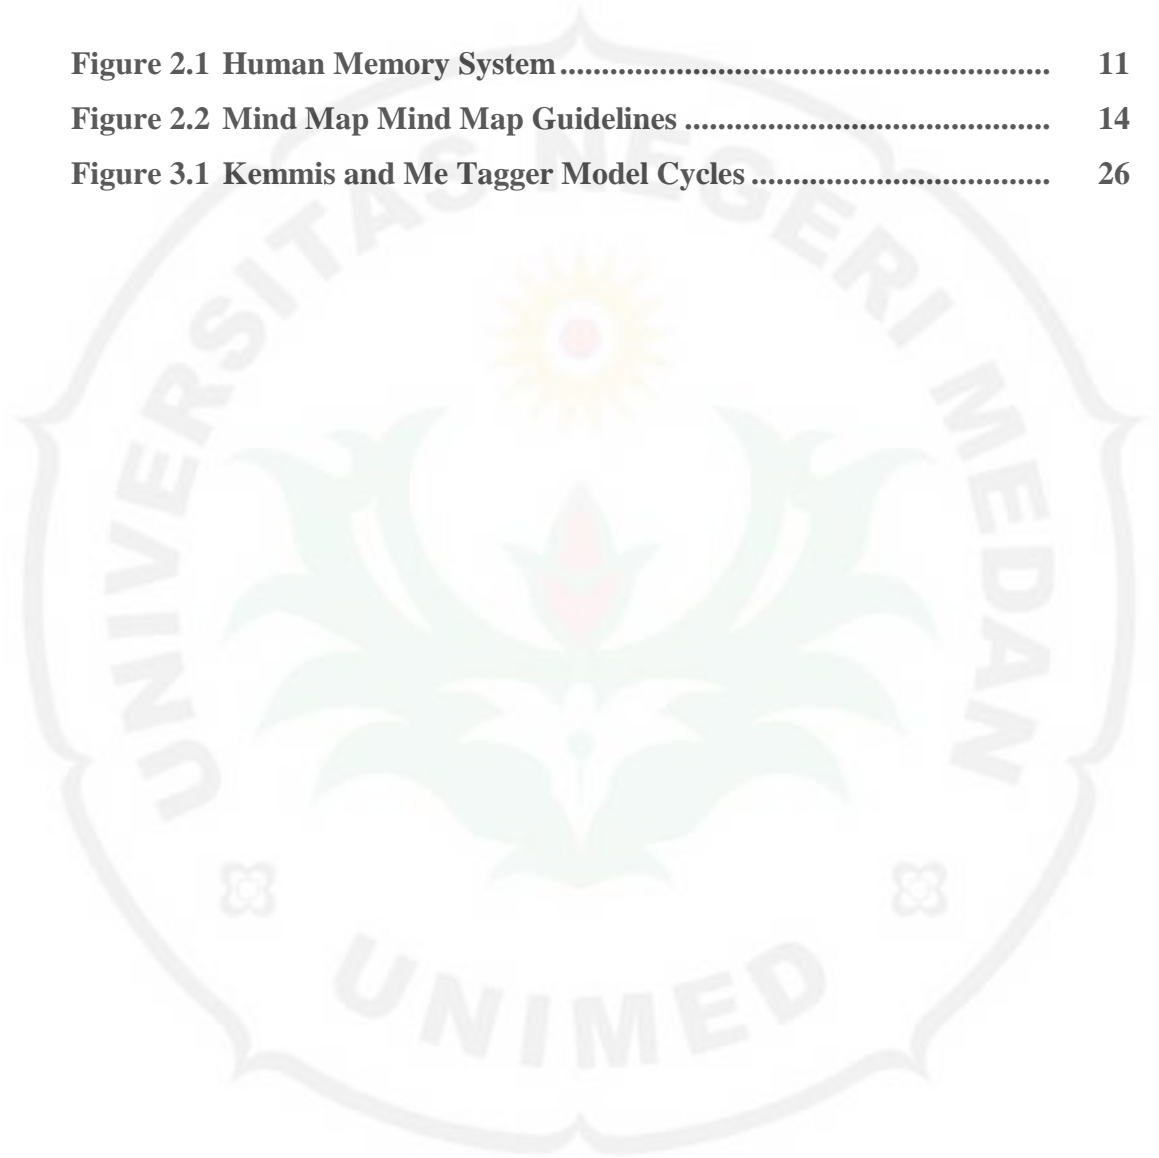 Figure 2.1 Human Memory System.............................................................. 11
Figure 2.2 Mind Map Mind Map Guidelines .............................................. 14
Figure 3.1 Kemmis and Me Tagger Model Cycles...................................... 26
UNIVERSITAS NEGERI MEDAN
UNIMED